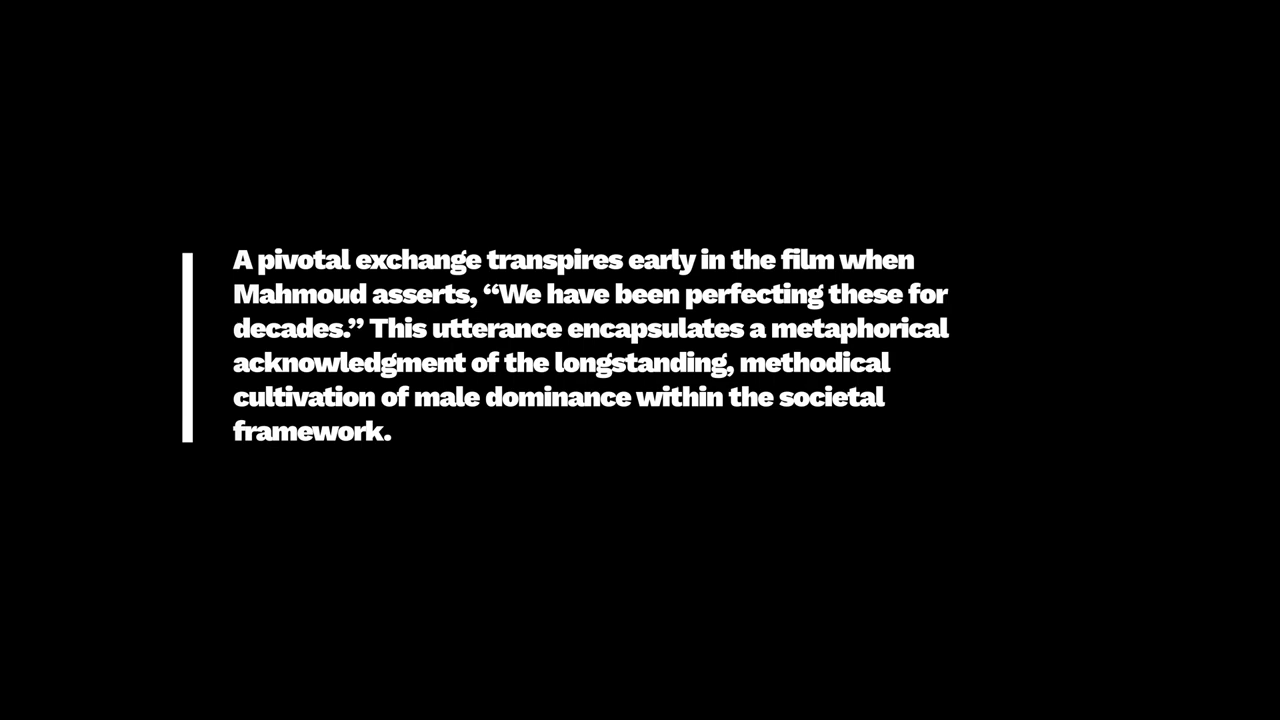 A pivotal exchange transpires early in the film when
Mahmoud asserts, “We have been perfecting these for
decades.” This utterance encapsulates a metaphorical
acknowledgment of the longstanding, methodical
cultivation of male dominance within the societal
framework.